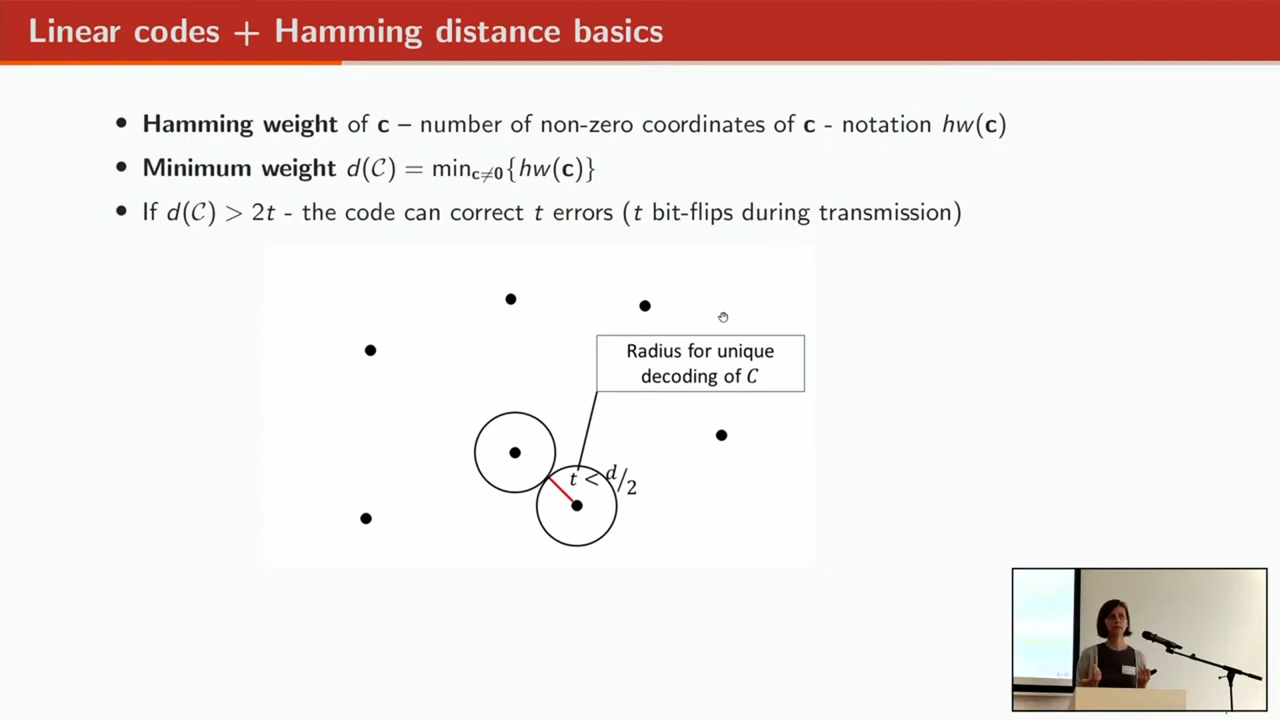 Linear codes + Hamming distance basics
• Hamming weight of c – number of non-zero coordinates of c - notation hw(c)
• Minimum weight d(𝒞) = min_{c≠0}{hw(c)}
• If d(𝒞) > 2t - the code can correct t errors (t bit-flips during transmission)
Radius for unique
decoding of C
t < d/2